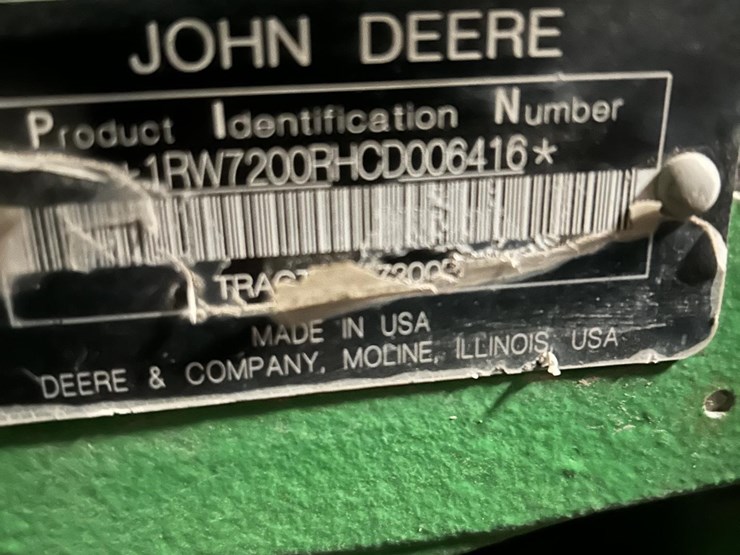 JOHN DEERE
Product Identification Number
*1RW7200RHCD006416*
MADE IN USA
DEERE & COMPANY, MOLINE, ILLINOIS, USA